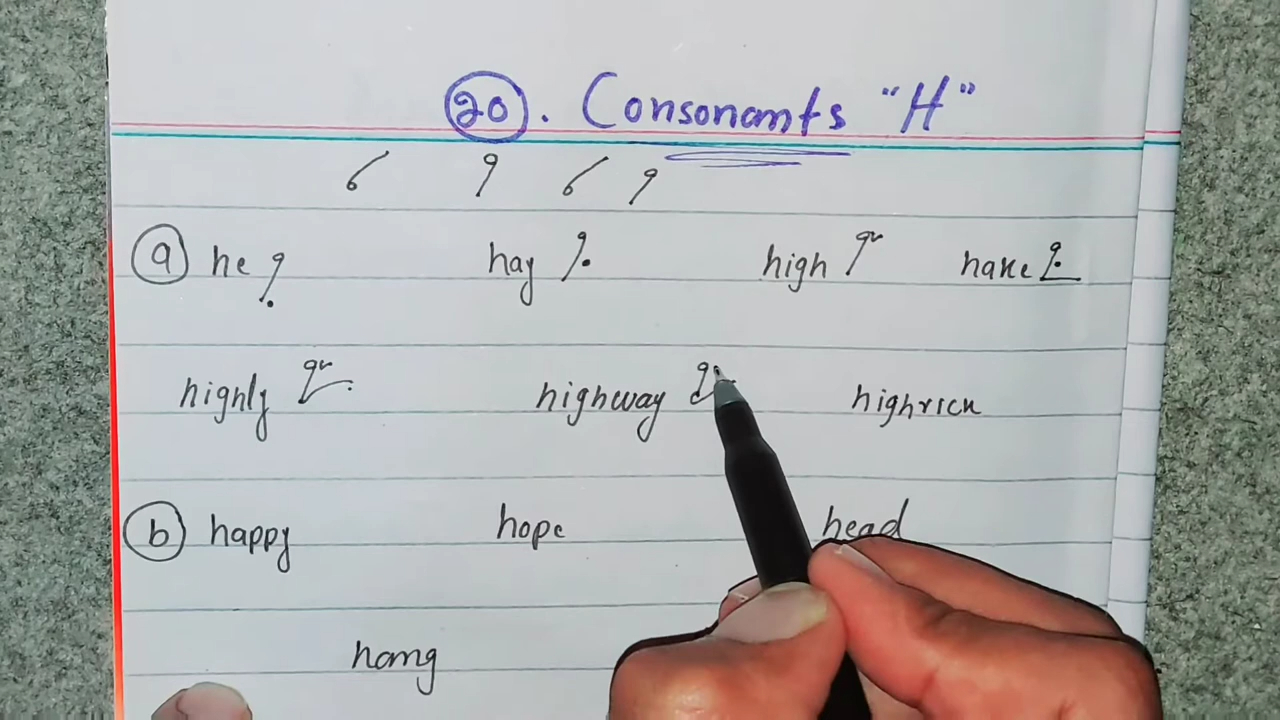 20. Consonants "H"
a he hay high hake
highly highway highrich
b happy hope head
hang